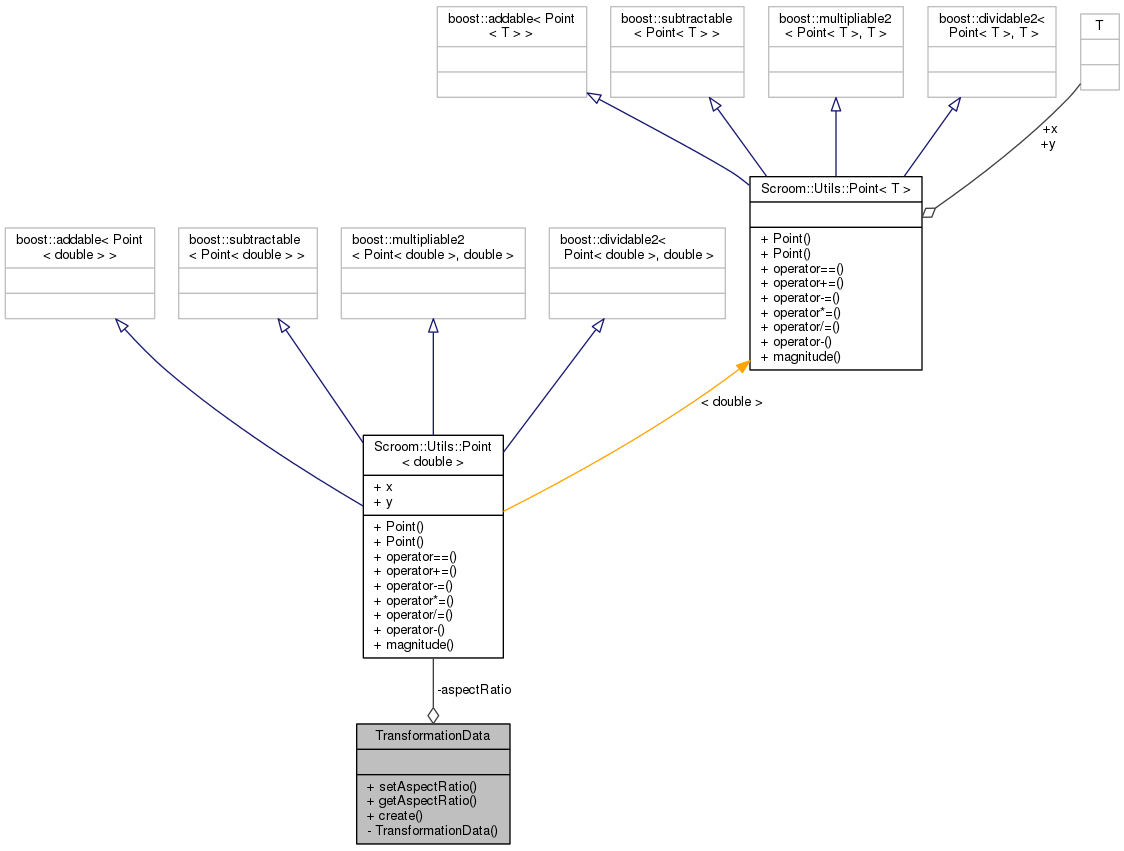 boost::addable< Point
< T > >
boost::subtractable
< Point< T > >
boost::multipliable2
< Point< T >, T >
boost::dividable2<
Point< T >, T >
T
+x
+y
Scroom::Utils::Point< T >
+ Point()
+ Point()
+ operator==()
+ operator+=()
+ operator-=()
+ operator*=()
+ operator/=()
+ operator-()
+ magnitude()
boost::addable< Point
< double > >
boost::subtractable
< Point< double > >
boost::multipliable2
< Point< double >, double >
boost::dividable2<
Point< double >, double >
< double >
Scroom::Utils::Point
< double >
+ x
+ y
+ Point()
+ Point()
+ operator==()
+ operator+=()
+ operator-=()
+ operator*=()
+ operator/=()
+ operator-()
+ magnitude()
-aspectRatio
TransformationData
+ setAspectRatio()
+ getAspectRatio()
+ create()
- TransformationData()